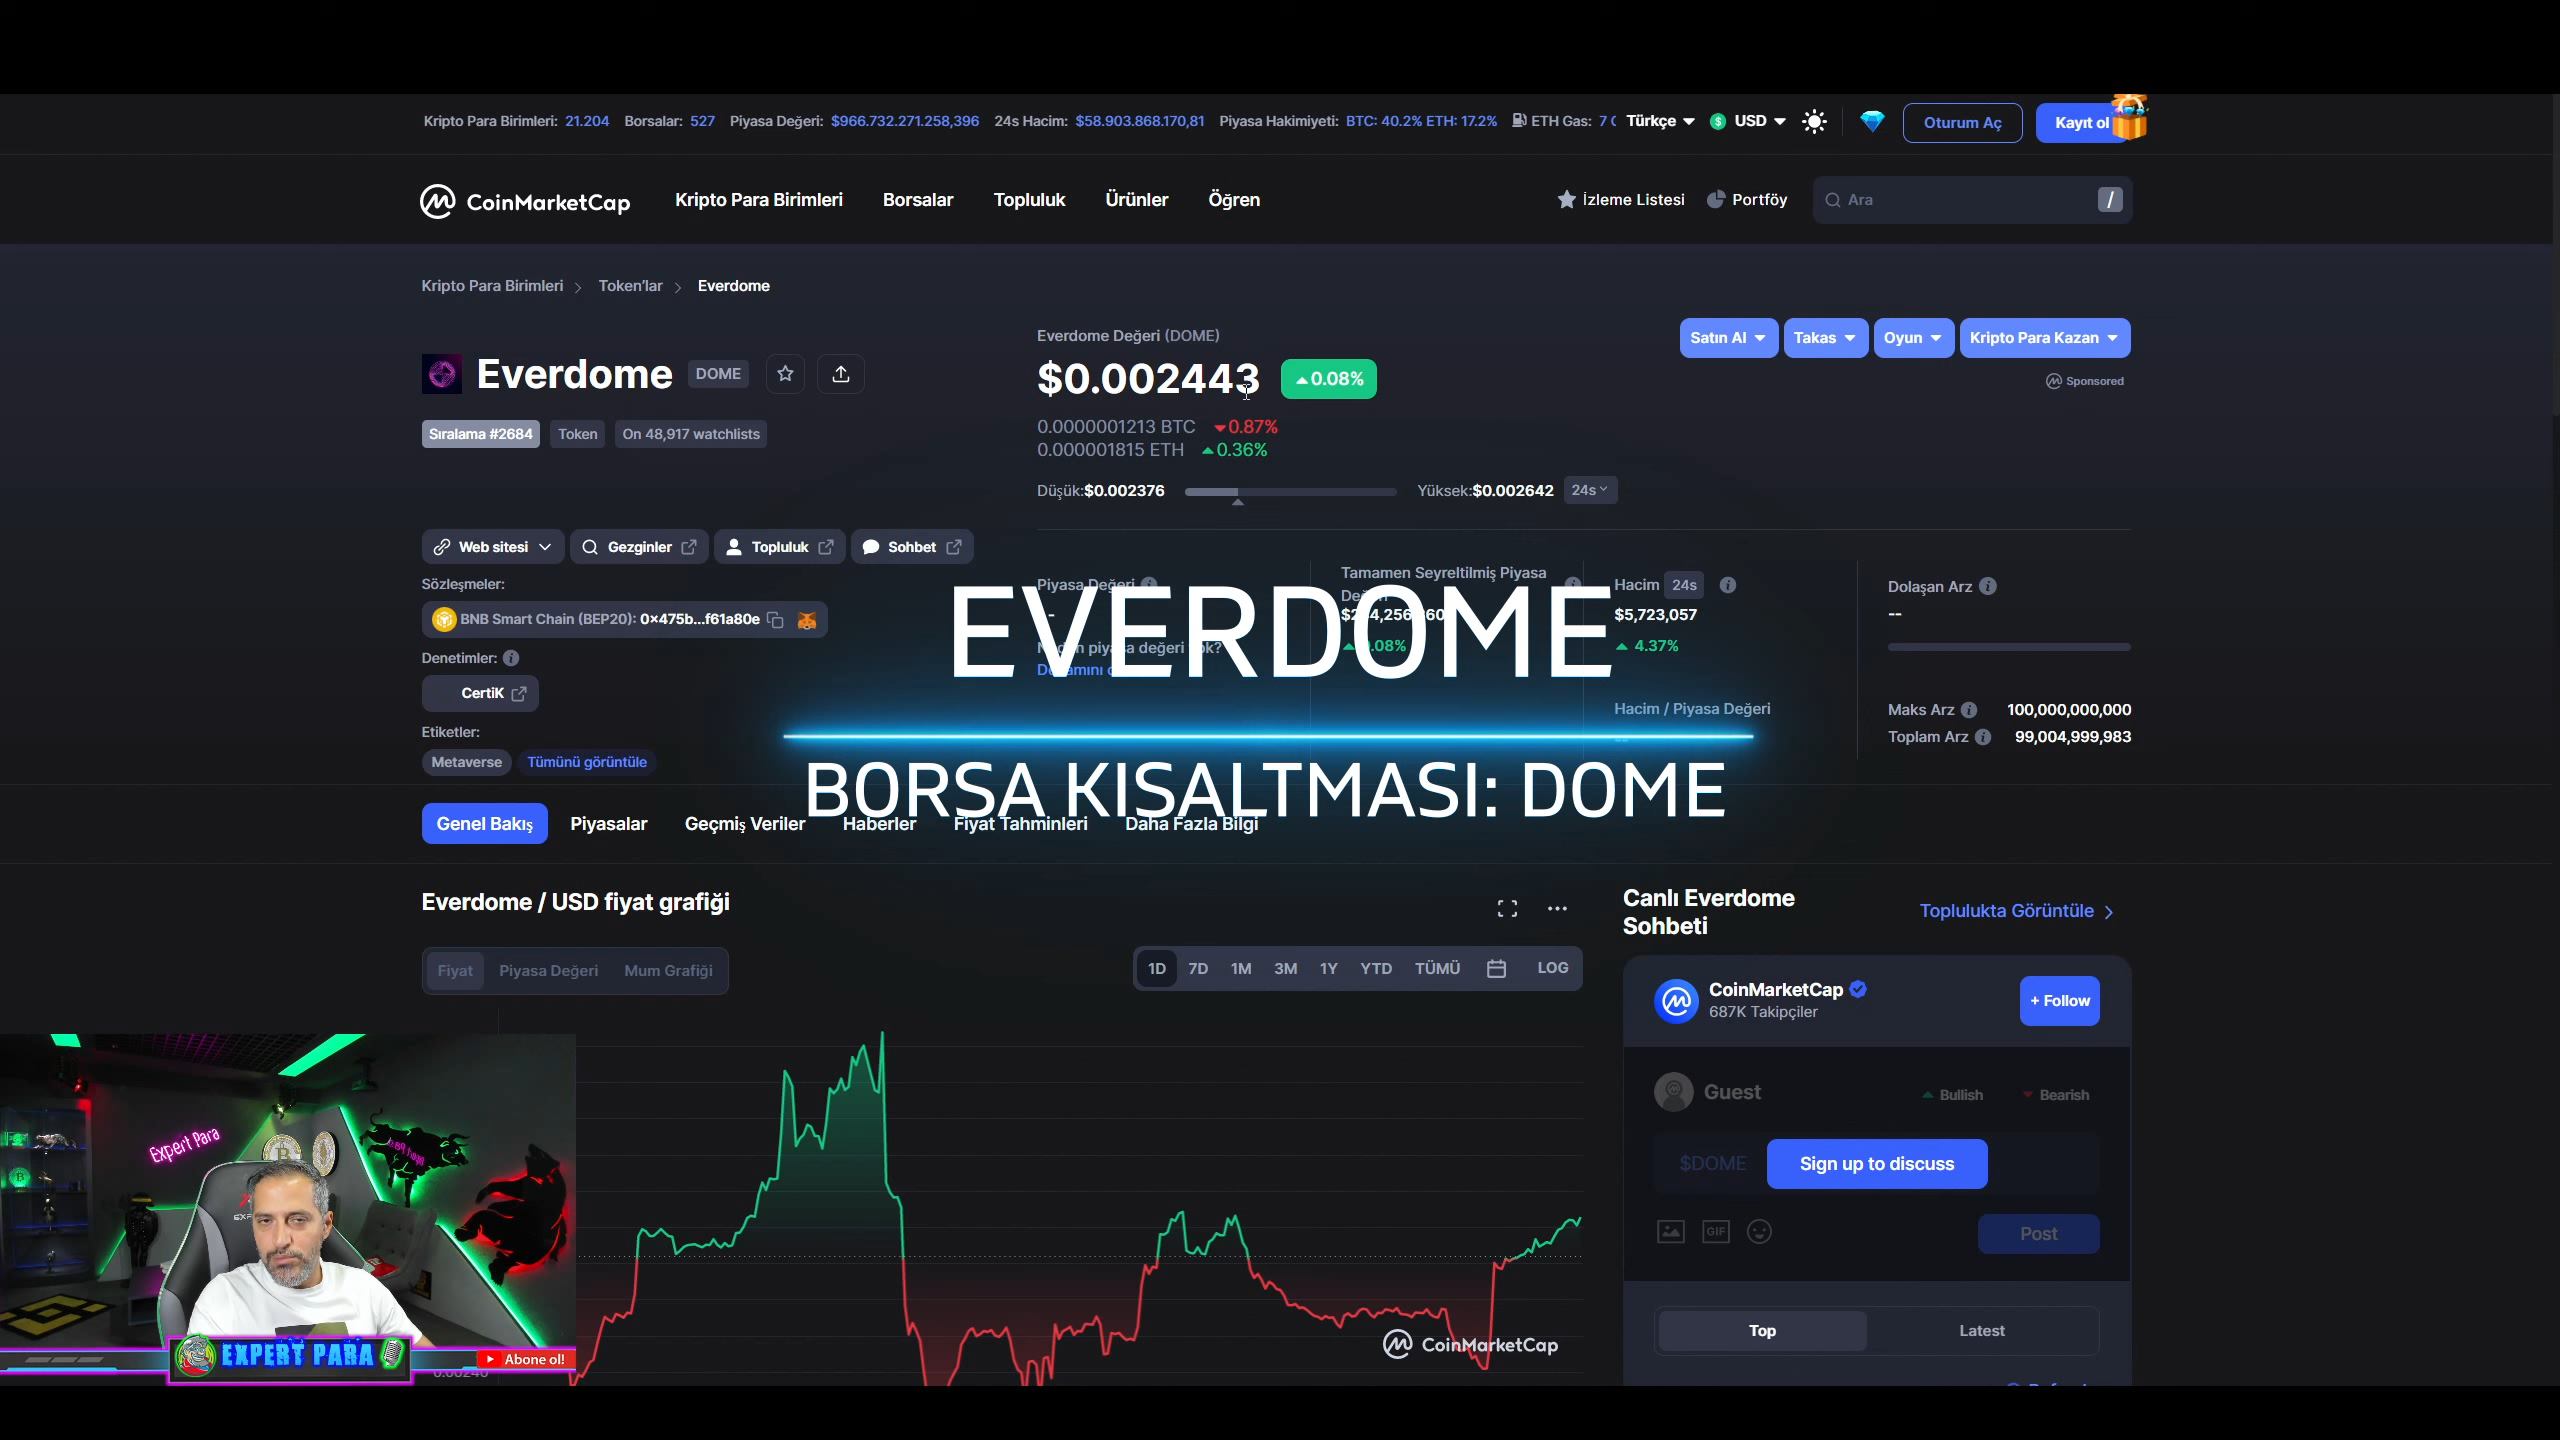 Kripto Para Birimleri: 21.204 Borsalar: 527 Piyasa Değeri: $966.732.271.258,396 24s Hacim: $58.903.868.170,81 Piyasa Hakimiyeti: BTC: 40.2% ETH: 17.2% ETH Gas: 7 Türkçe USD Oturum Aç Kayıt ol
CoinMarketCap Kripto Para Birimleri Borsalar Topluluk Ürünler Öğren İzleme Listesi Portföy Ara /
Kripto Para Birimleri > Token'lar > Everdome
Everdome DOME
Sıralama #2684 Token On 48,917 watchlists
Everdome Değeri (DOME)
$0.002443 0.08%
0.0000001213 BTC 0.87%
0.000001815 ETH 0.36%
Düşük:$0.002376 Yüksek:$0.002642 24s
Satın Al Takas Oyun Kripto Para Kazan
Sponsored
Web sitesi Gezginler Topluluk Sohbet
Sözleşmeler:
BNB Smart Chain (BEP20): 0x475b...f61a80e
Denetimler:
CertiK
Etiketler:
Metaverse Tümünü görüntüle
Piyasa Değeri
--
piyasa değeri
Tamamen Seyreltilmiş Piyasa
Hacim 24s
$5,723,057
4.37%
Hacim / Piyasa Değeri
Dolaşan Arz
--
Maks Arz 100,000,000,000
Toplam Arz 99,004,999,983
EVERDOME
BORSA KISALTMASI: DOME
Genel Bakış Piyasalar Geçmiş Veriler Haberler Fiyat Tahminleri Daha Fazla Bilgi
Everdome / USD fiyat grafiği
Fiyat Piyasa Değeri Mum Grafiği
1D 7D 1M 3M 1Y YTD TÜMÜ LOG
CoinMarketCap
0.00240
Canlı Everdome
Sohbeti
Toplulukta Görüntüle >
CoinMarketCap
687K Takipçiler
+ Follow
Guest Bullish Bearish
$DOME Sign up to discuss
GIF Post
Top Latest
Expert Para
EXPERT PARA
Abone ol!